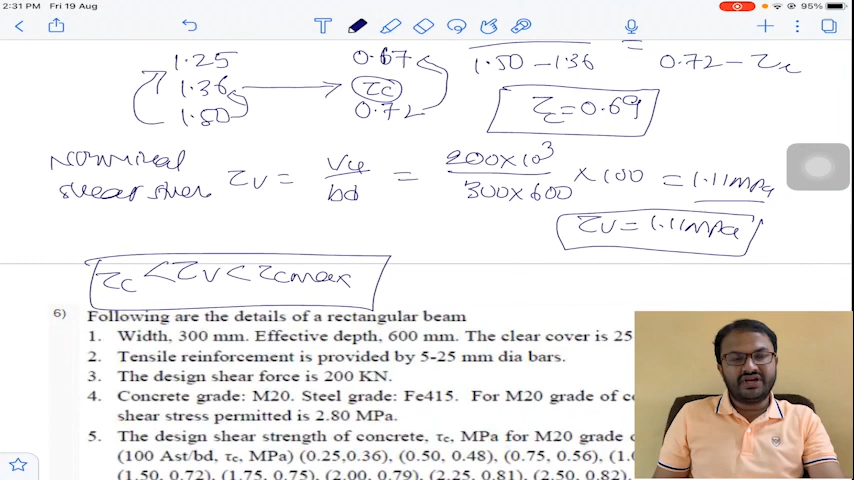 2:31 PM Fri 19 Aug 95%
1.25 0.67
1.36 τc 1.50 - 1.36 0.72 - τc
1.50 0.72 τc = 0.69
Nominal shear stress τv = Vu/bd = 200×10³/300×600 × 100 = 1.11 MPa
τv = 1.11 MPa
τc < τv < τcmax
6) Following are the details of a rectangular beam
1. Width, 300 mm. Effective depth, 600 mm. The clear cover is 25
2. Tensile reinforcement is provided by 5-25 mm dia bars.
3. The design shear force is 200 KN.
4. Concrete grade: M20. Steel grade: Fe415. For M20 grade of co
shear stress permitted is 2.80 MPa.
5. The design shear strength of concrete, τc, MPa for M20 grade
(100 Ast/bd, τc, MPa) (0.25,0.36), (0.50, 0.48), (0.75, 0.56), (1.0
(1.50, 0.72), (1.75, 0.75), (2.00, 0.79), (2.25, 0.81), (2.50, 0.82)